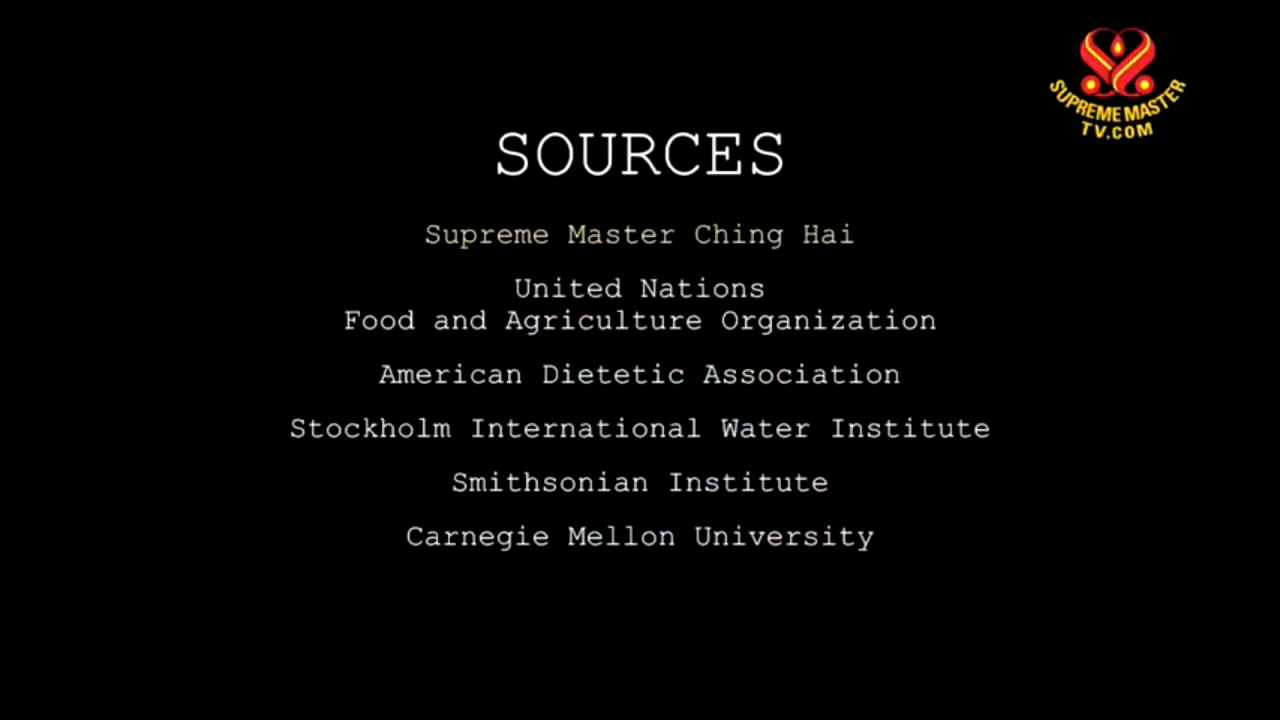 SUPREME MASTER
TV.COM
SOURCES
Supreme Master Ching Hai
United Nations
Food and Agriculture Organization
American Dietetic Association
Stockholm International Water Institute
Smithsonian Institute
Carnegie Mellon University